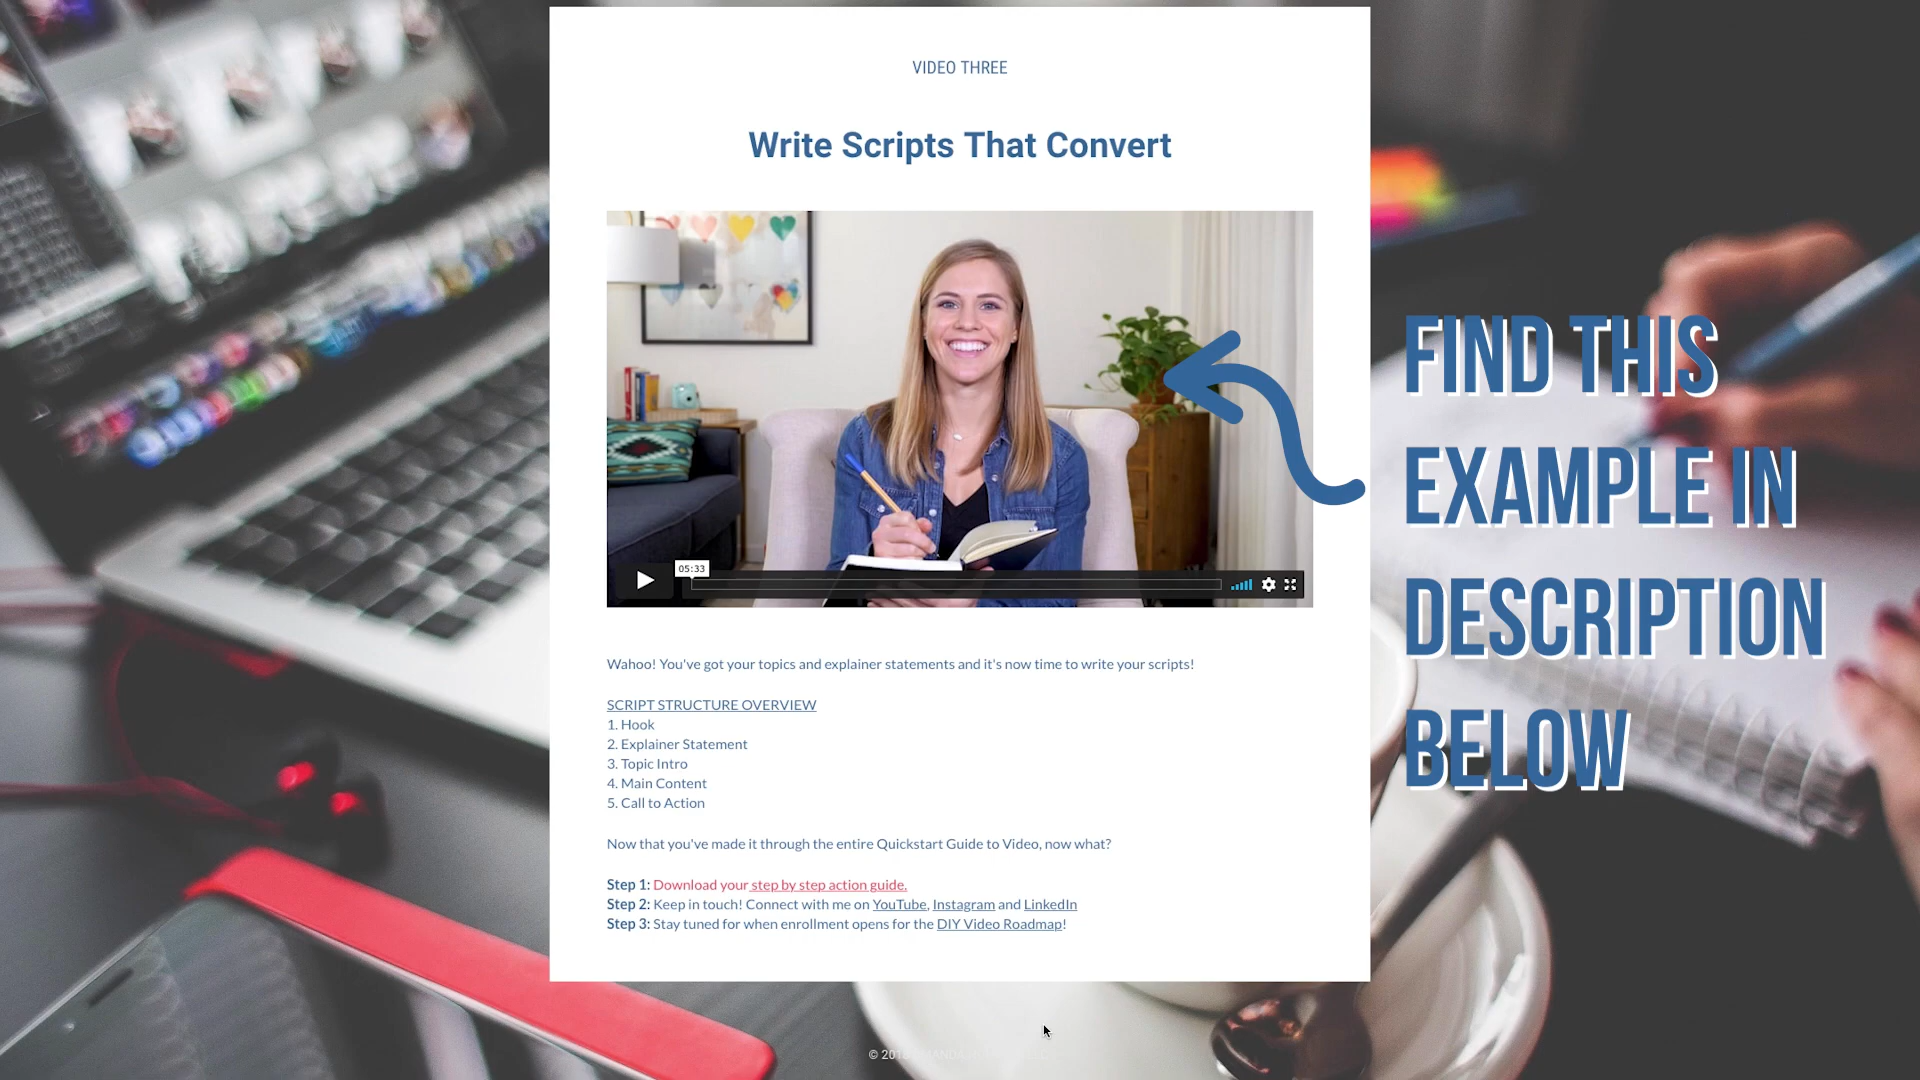 VIDEO THREE
Write Scripts That Convert
05:33
Wahoo! You've got your topics and explainer statements and it's now time to write your scripts!
SCRIPT STRUCTURE OVERVIEW
1. Hook
2. Explainer Statement
3. Topic Intro
4. Main Content
5. Call to Action
Now that you've made it through the entire Quickstart Guide to Video, now what?
Step 1: Download your step by step action guide.
Step 2: Keep in touch! Connect with me on YouTube, Instagram and LinkedIn
Step 3: Stay tuned for when enrollment opens for the DIY Video Roadmap!
FIND THIS
EXAMPLE IN
DESCRIPTION
BELOW
©